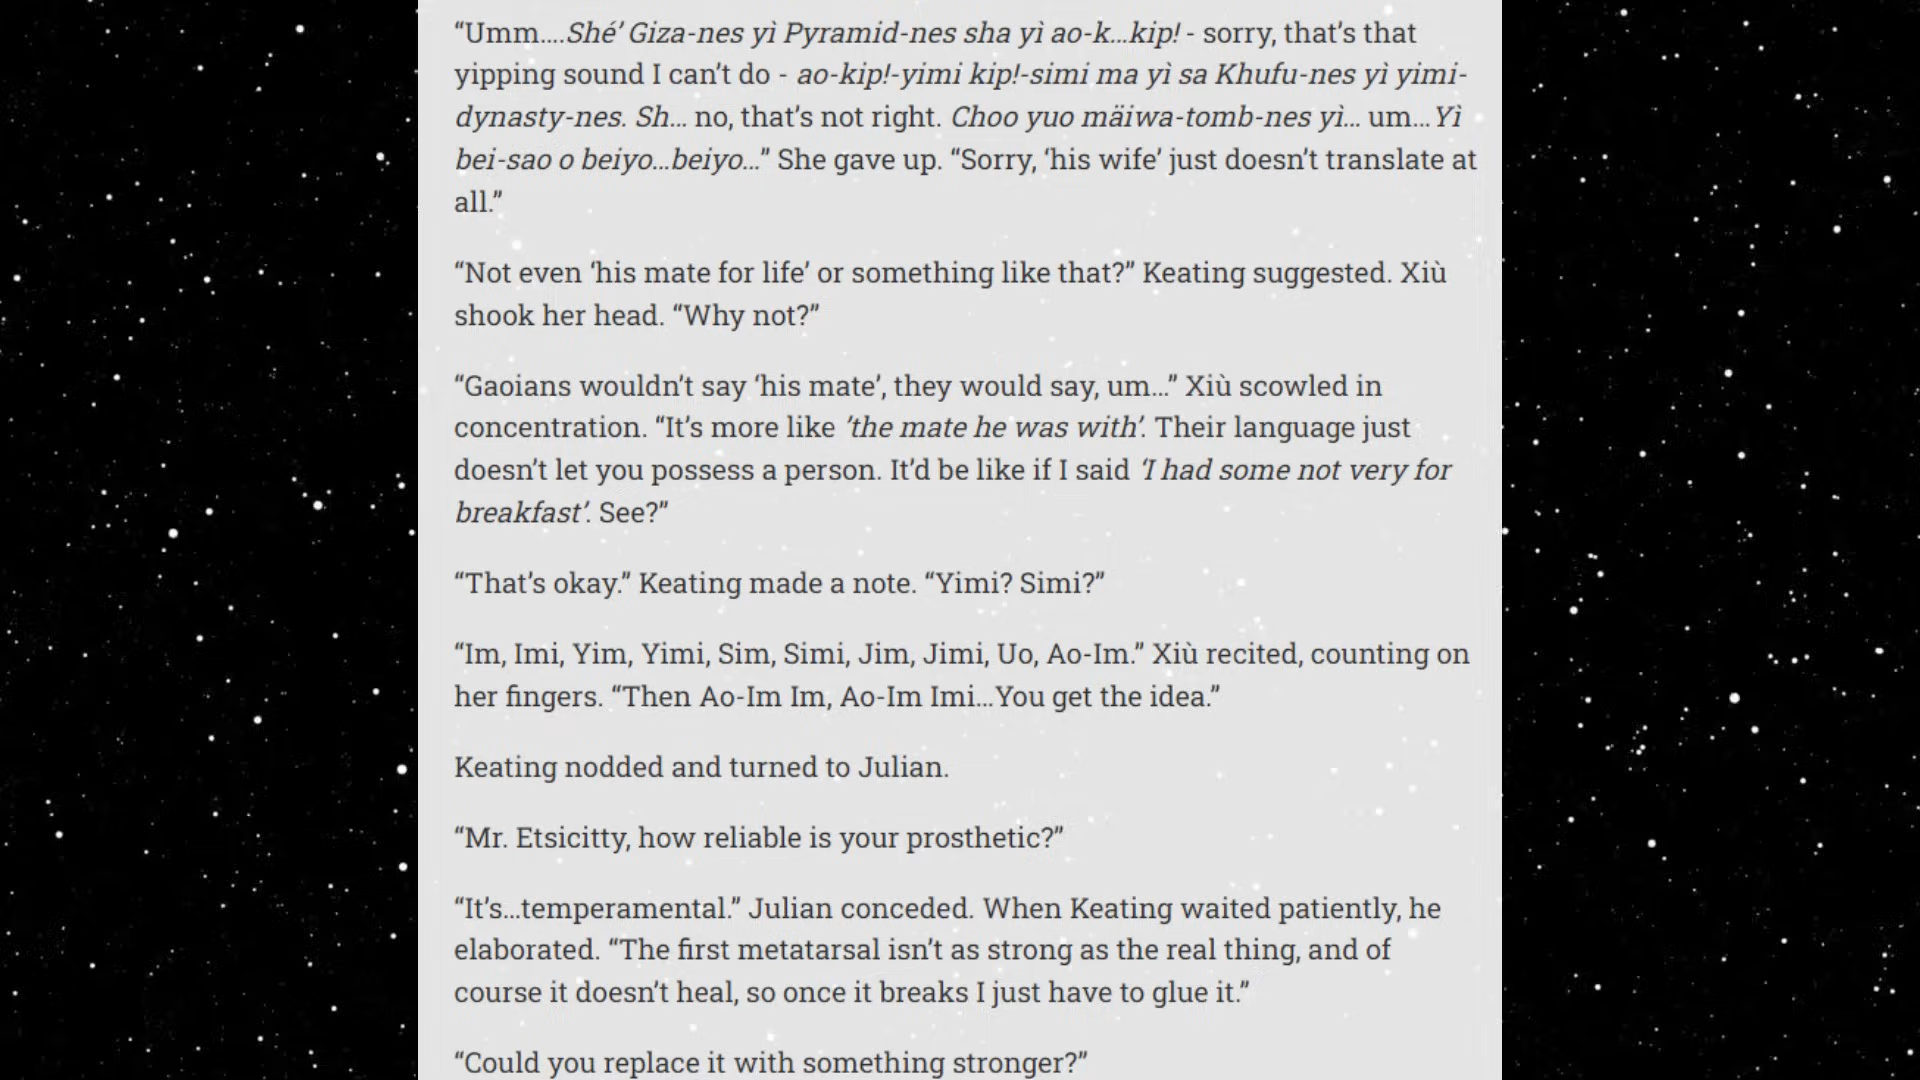 “Umm....Shé’ Giza-nes yì Pyramid-nes sha yì ao-k...kip! - sorry, that’s that
yipping sound I can’t do - ao-kip!-yimi kip!-simi ma yì sa Khufu-nes yì yimi-
dynasty-nes. Sh... no, that’s not right. Choo yuo mäiwa-tomb-nes yì... um...Yì
bei-sao o beiyo...beiyo...” She gave up. “Sorry, ‘his wife’ just doesn’t translate at
all.”
“Not even ‘his mate for life’ or something like that?” Keating suggested. Xiù
shook her head. “Why not?”
“Gaoians wouldn’t say ‘his mate’, they would say, um...” Xiù scowled in
concentration. “It’s more like ’the mate he was with’. Their language just
doesn’t let you possess a person. It’d be like if I said ‘I had some not very for
breakfast’. See?”
“That’s okay.” Keating made a note. “Yimi? Simi?”
“Im, Imi, Yim, Yimi, Sim, Simi, Jim, Jimi, Uo, Ao-Im.” Xiù recited, counting on
her fingers. “Then Ao-Im Im, Ao-Im Imi...You get the idea.”
Keating nodded and turned to Julian.
“Mr. Etsicitty, how reliable is your prosthetic?”
“It’s...temperamental.” Julian conceded. When Keating waited patiently, he
elaborated. “The first metatarsal isn’t as strong as the real thing, and of
course it doesn’t heal, so once it breaks I just have to glue it.”
“Could you replace it with something stronger?”